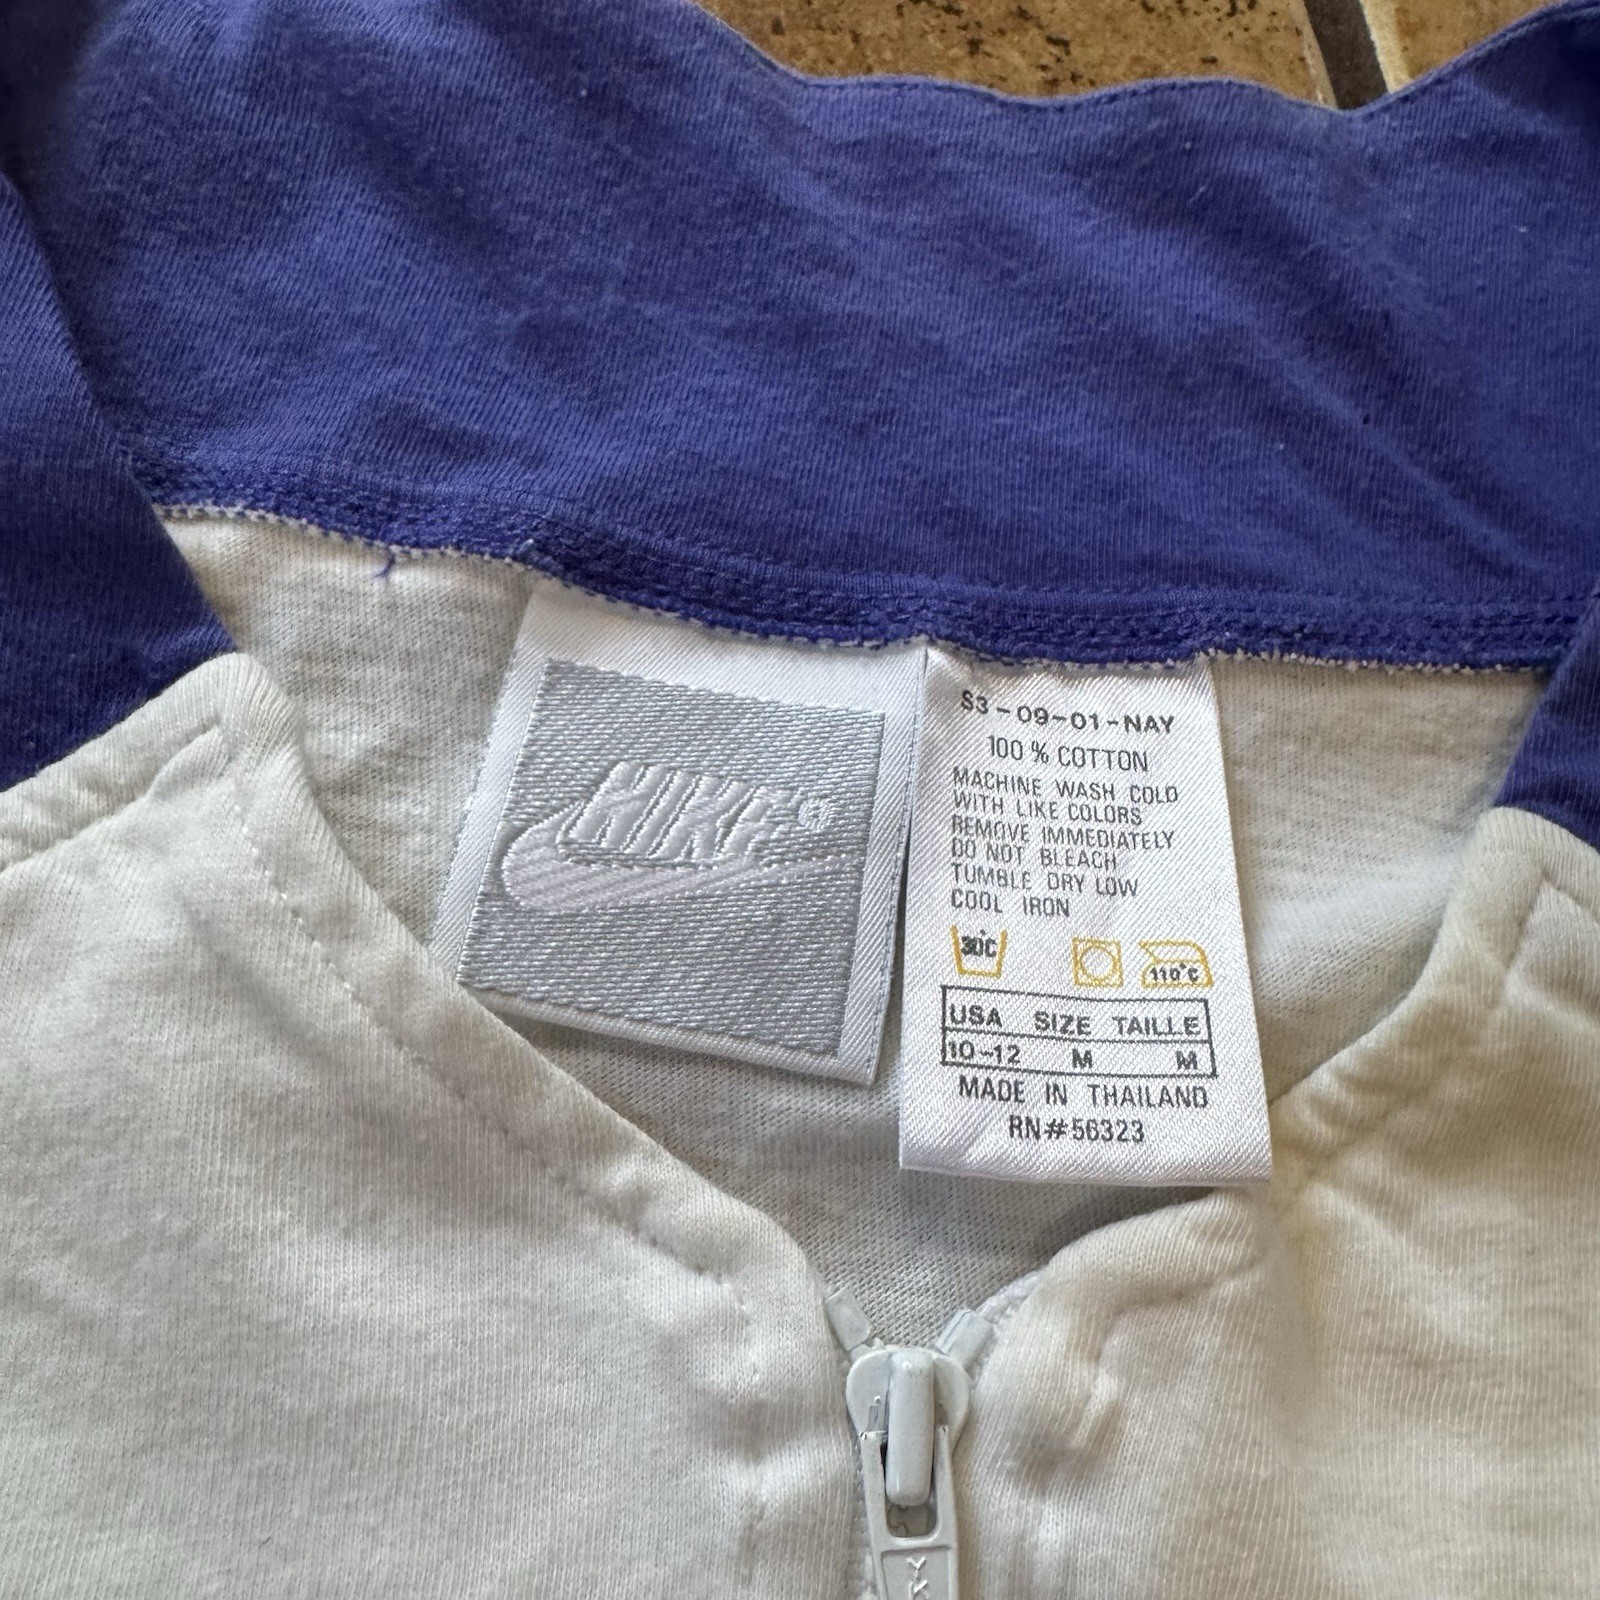 NIKE®
S3-09-01-NAY
100 % COTTON
MACHINE WASH COLD
WITH LIKE COLORS
REMOVE IMMEDIATELY
DO NOT BLEACH
TUMBLE DRY LOW
COOL IRON
30°C 110°C
USA SIZE TAILLE
10-12 M M
MADE IN THAILAND
RN#56323
YK